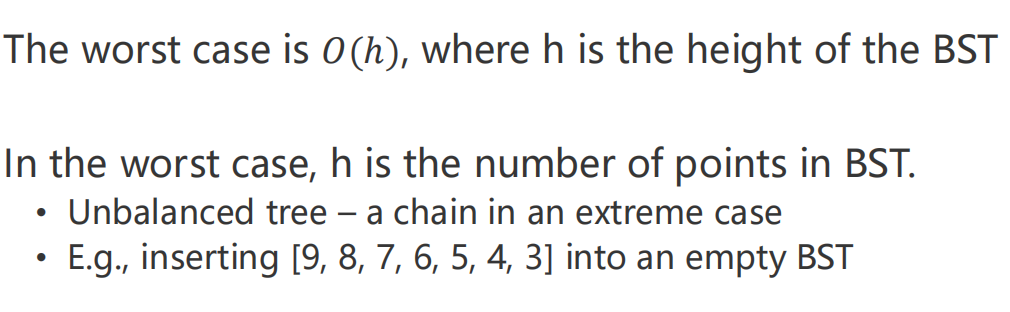 The worst case is O(h), where h is the height of the BST
In the worst case, h is the number of points in BST.
• Unbalanced tree – a chain in an extreme case
• E.g., inserting [9, 8, 7, 6, 5, 4, 3] into an empty BST